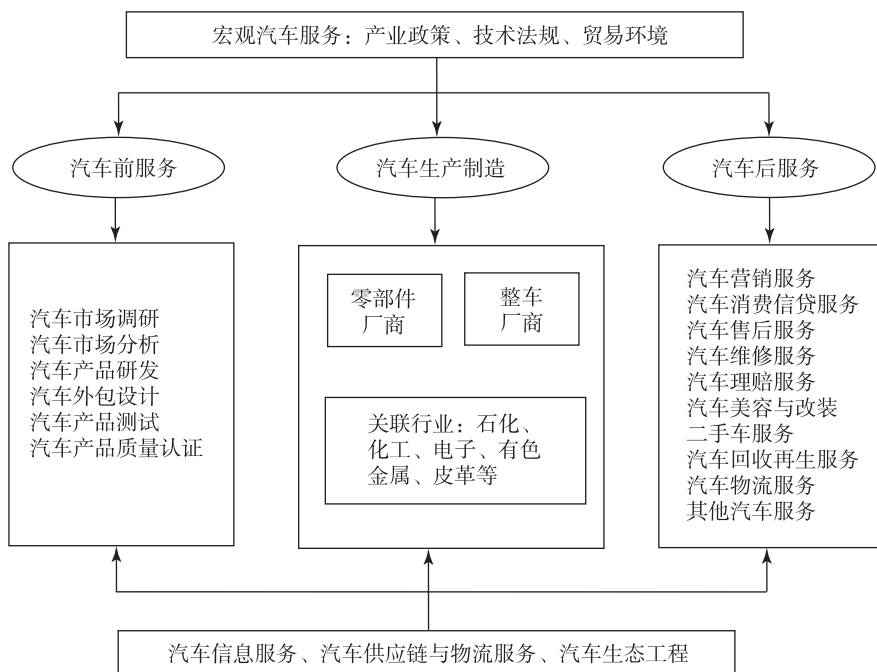 宏观汽车服务：产业政策、技术法规、贸易环境
汽车前服务
汽车生产制造
汽车后服务
汽车市场调研
汽车市场分析
汽车产品研发
汽车外包设计
汽车产品测试
汽车产品质量认证
零部件
厂商
整车
厂商
关联行业：石化、
化工、电子、有色
金属、皮革等
汽车营销服务
汽车消费信贷服务
汽车售后服务
汽车维修服务
汽车理赔服务
汽车美容与改装
二手车服务
汽车回收再生服务
汽车物流服务
其他汽车服务
汽车信息服务、汽车供应链与物流服务、汽车生态工程